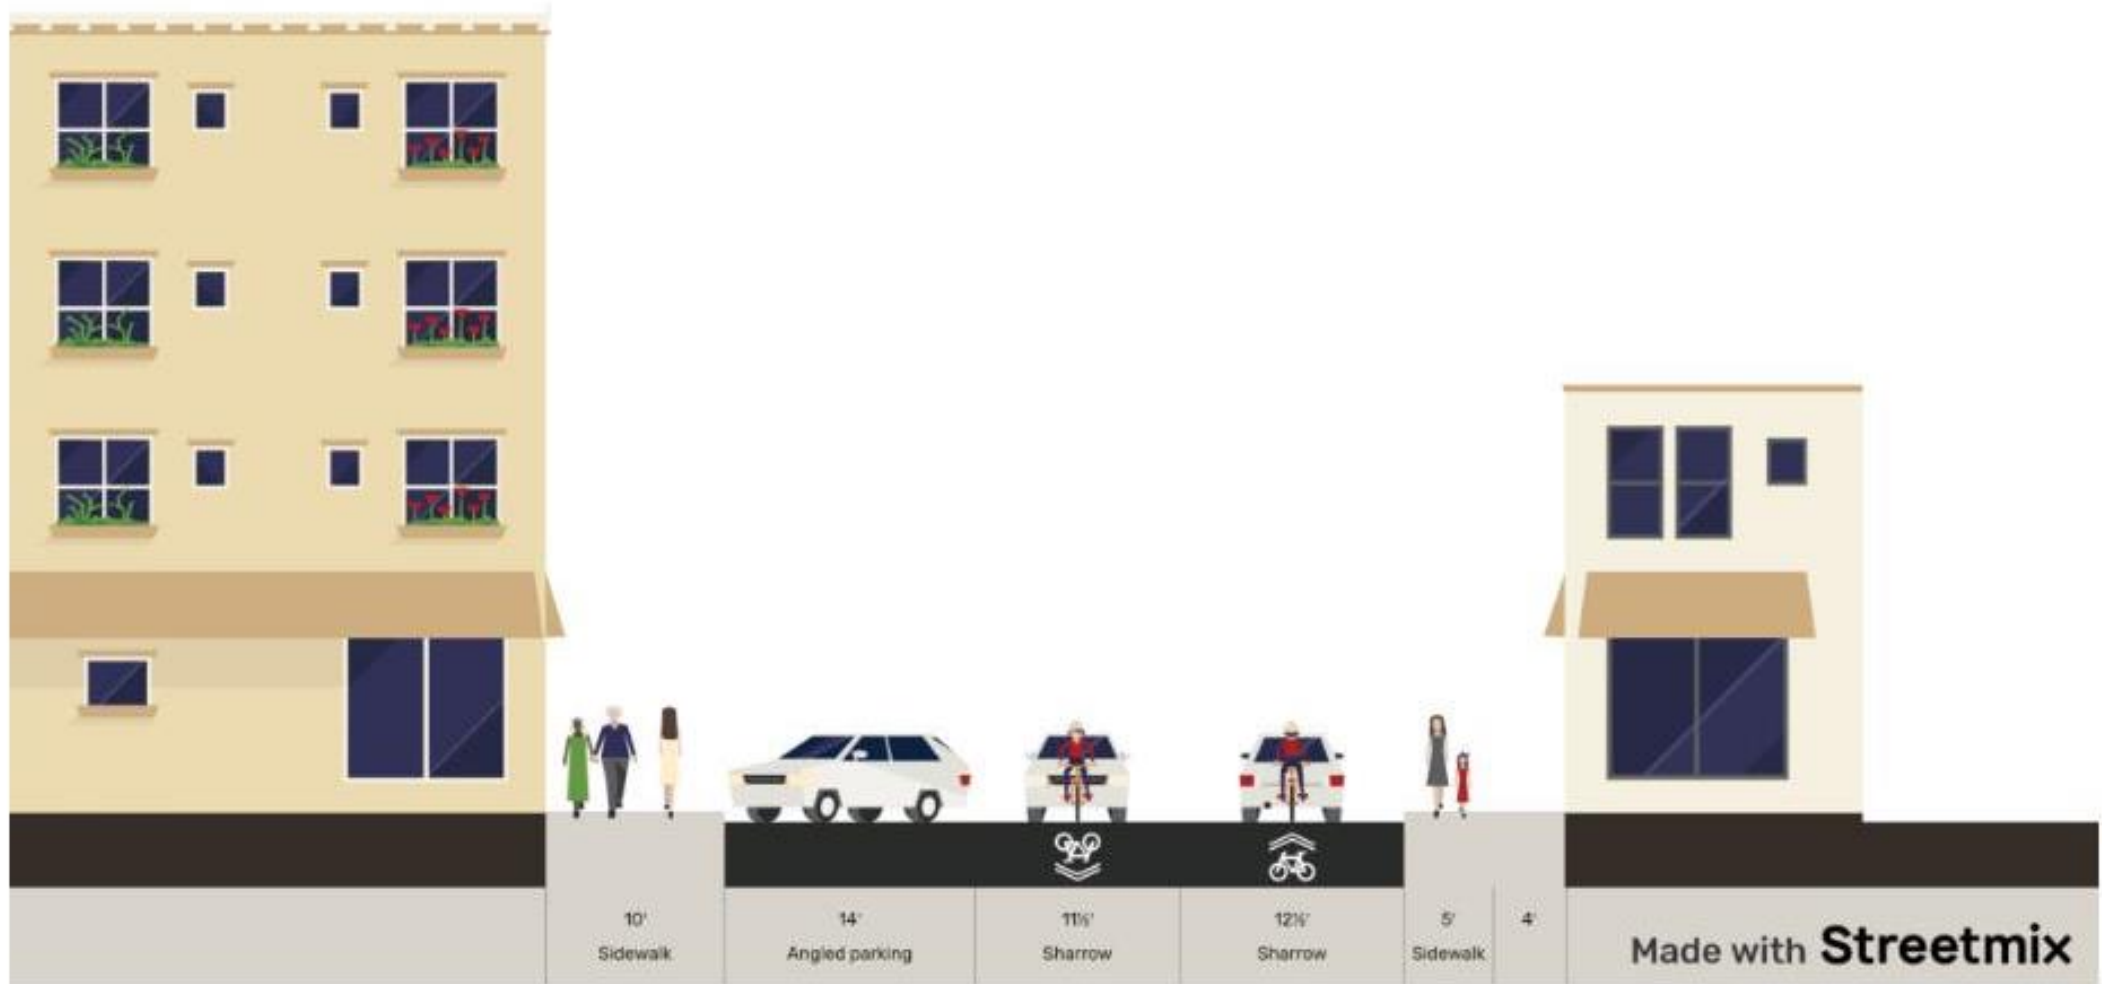 10'
Sidewalk
14'
Angled parking
11½'
Sharrow
12½'
Sharrow
5'
Sidewalk
4'
Made with Streetmix